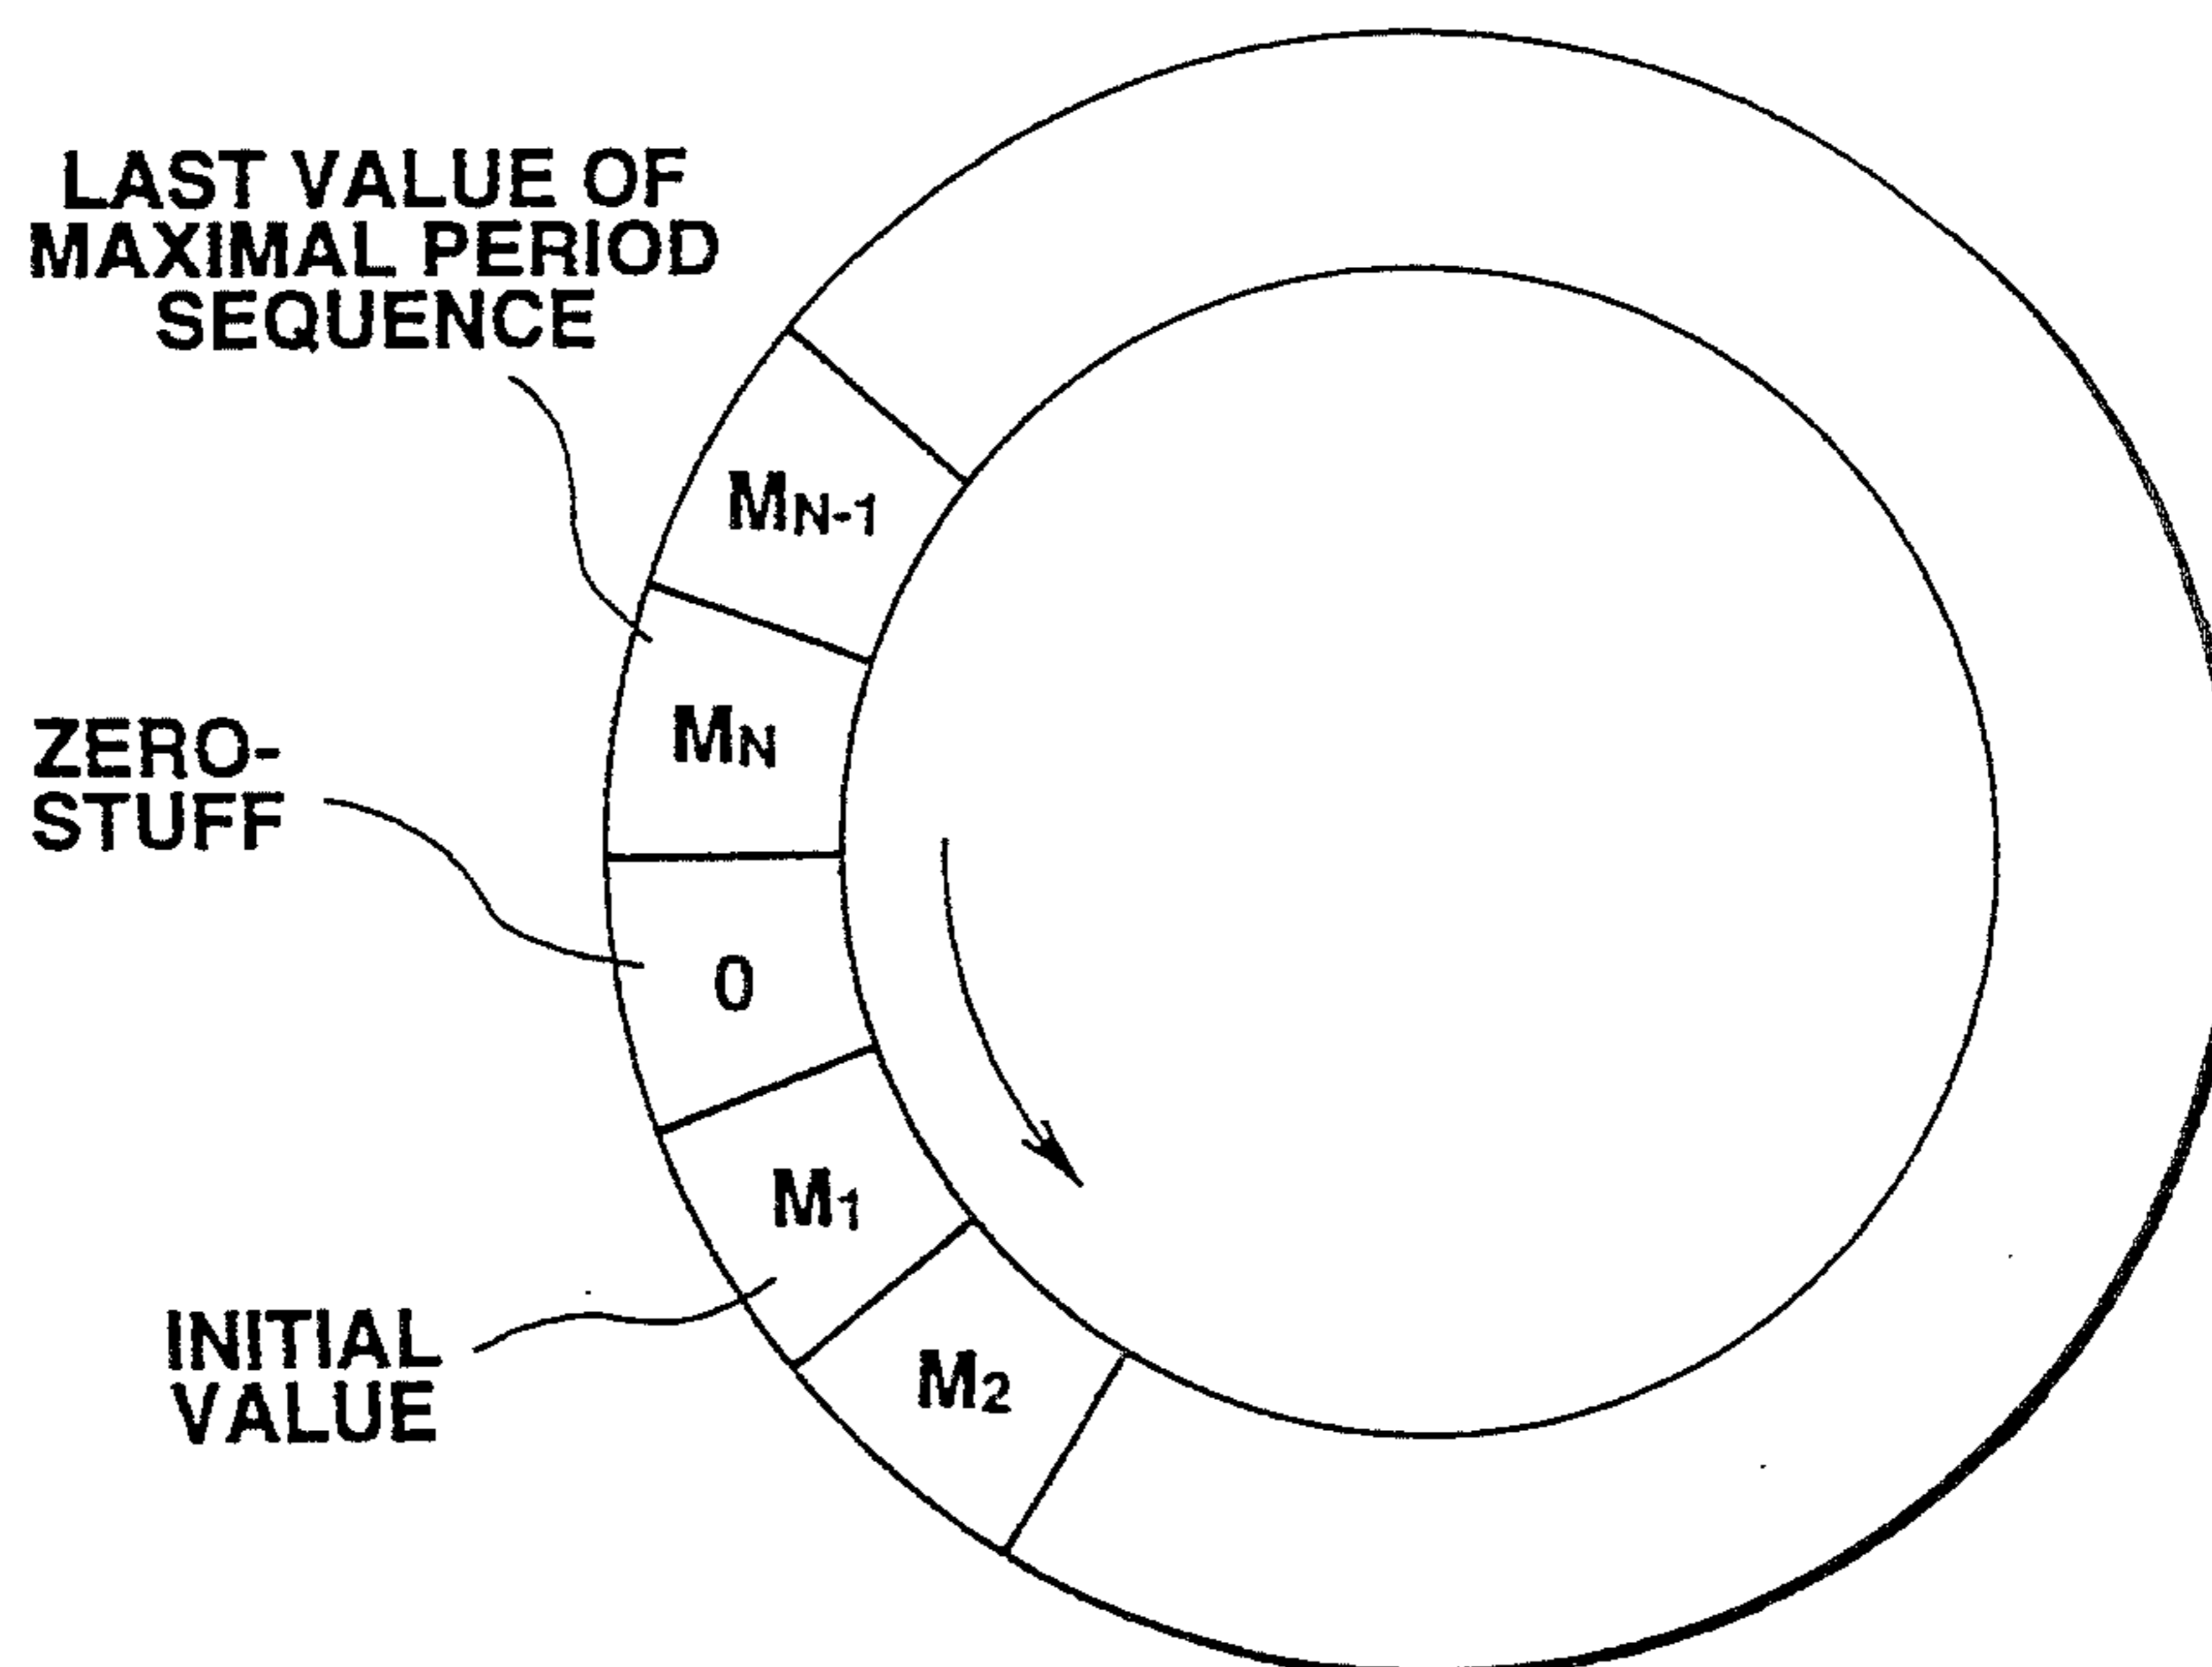 LAST VALUE OF
MAXIMAL PERIOD
SEQUENCE
MN-1
MN
ZERO-
STUFF
0
M1
INITIAL
VALUE
M2